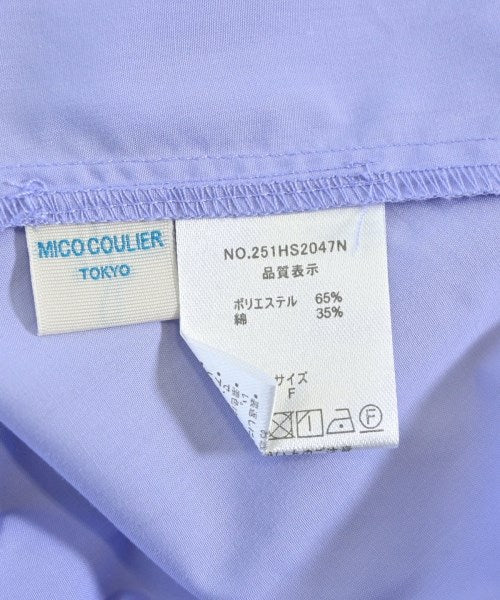 MICO COULIER
TOKYO
NO.251HS2047N
品質表示
ポリエステル 65%
綿 35%
サイズ
F
F